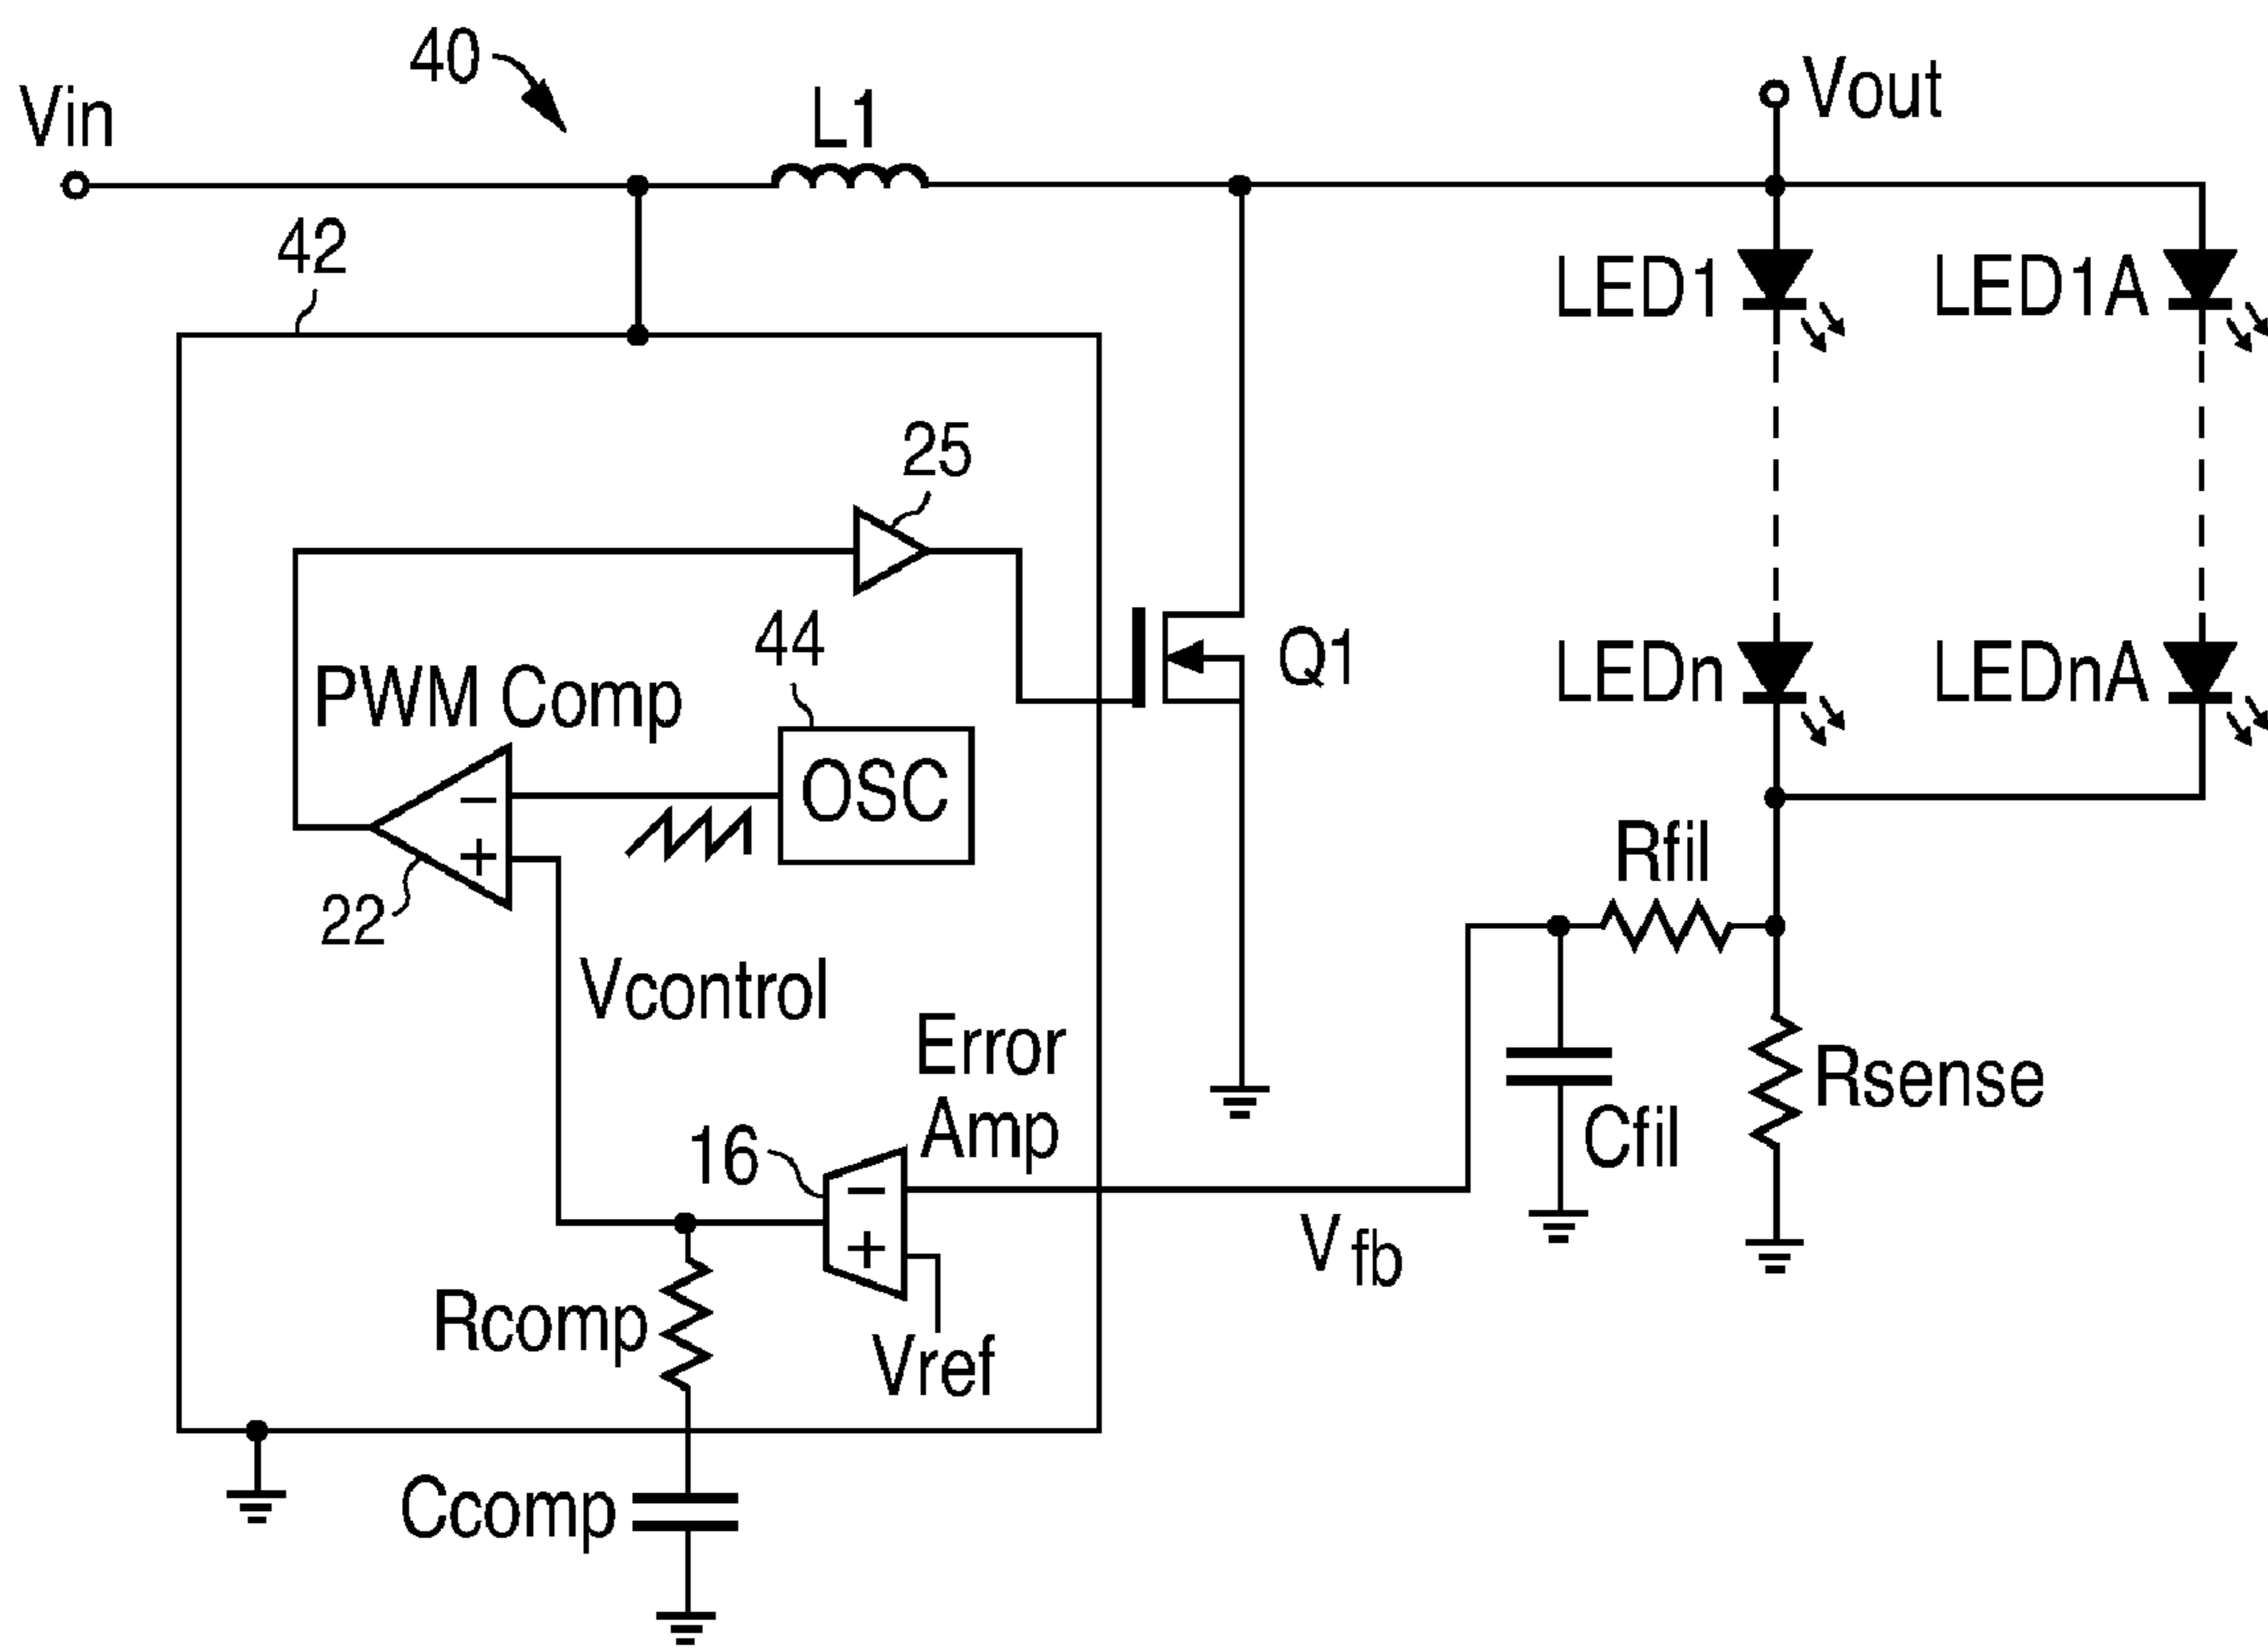 40
Vin
L1
Vout
42
LED1
LED1A
25
44
PWM Comp
Q1
LEDn
LEDnA
−
OSC
+
22
Rfil
Vcontrol
Error
Amp
Rsense
16
Cfil
−
+
Vfb
Rcomp
Vref
Ccomp